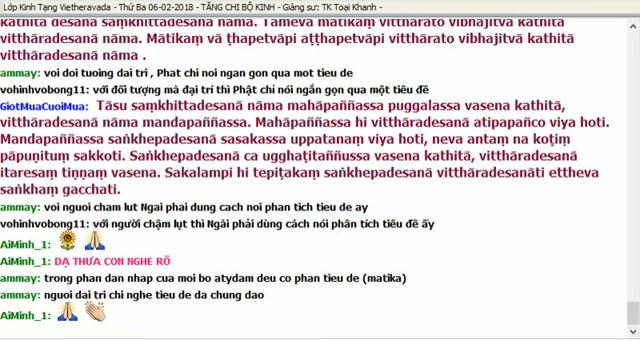 Lớp Kinh Tạng Vietheravada - Thứ Ba 06-02-2018 - TĂNG CHI BỘ KINH - Giảng sư: TK Toại Khanh -
kathitā desanā saṃkhittadesanā nāma. Tameva mātikaṃ vitthārato vibhajitvā kathitā
vitthāradesanā nāma. Mātikaṃ vā ṭhapetvāpi aṭṭhapetvāpi vitthārato vibhajitvā kathitā
vitthāradesanā nāma .
ammay: voi doi tuoing dai tri , Phat chi noi ngan gon qua mot tieu de
vohinhvobong11: với đối tượng mà đại trí thì Phật chỉ nói ngắn gọn qua một tiêu đề
GiotMuaCuoiMua: Tāsu saṃkhittadesanā nāma mahāpaññassa puggalassa vasena kathitā,
vitthāradesanā nāma mandapaññassa. Mahāpaññassa hi vitthāradesanā atipapañco viya hoti.
Mandapaññassa saṅkhepadesanā sasakassa uppatanaṃ viya hoti, neva antaṃ na koṭiṃ
pāpuṇituṃ sakkoti. Saṅkhepadesanā ca ugghaṭitaññussa vasena kathitā, vitthāradesanā
itaresaṃ tiṇṇaṃ vasena. Sakalampi hi tepiṭakaṃ saṅkhepadesanā vitthāradesanāti ettheva
saṅkhaṃ gacchati.
ammay: voi nguoi cham lưt Ngai phai dung cach noi phan tich tieu de ay
vohinhvobong11: với người chậm lụt thì Ngài phải dùng cách nói phân tích tiêu đề ấy
AiMinh_1:
AiMinh_1: DẠ THƯA CON NGHE RÕ
ammay: trong phan dan nhap cua moi bo atydam deu co phan tieu de (matika)
ammay: nguoi dai tri chi nghe tieu de da chung dao
AiMinh_1: